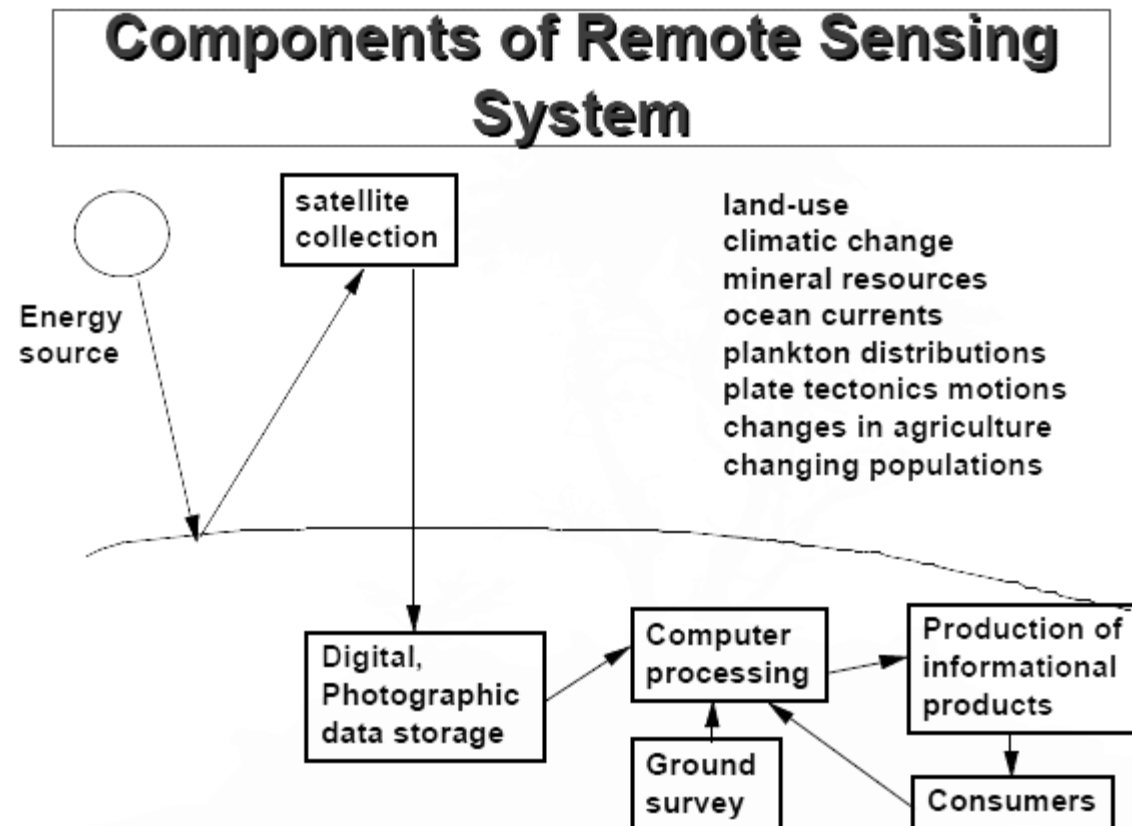 Components of Remote Sensing
System
satellite
collection
Energy
source
land-use
climatic change
mineral resources
ocean currents
plankton distributions
plate tectonics motions
changes in agriculture
changing populations
Digital,
Photographic
data storage
Computer
processing
Production of
informational
products
Ground
survey
Consumers